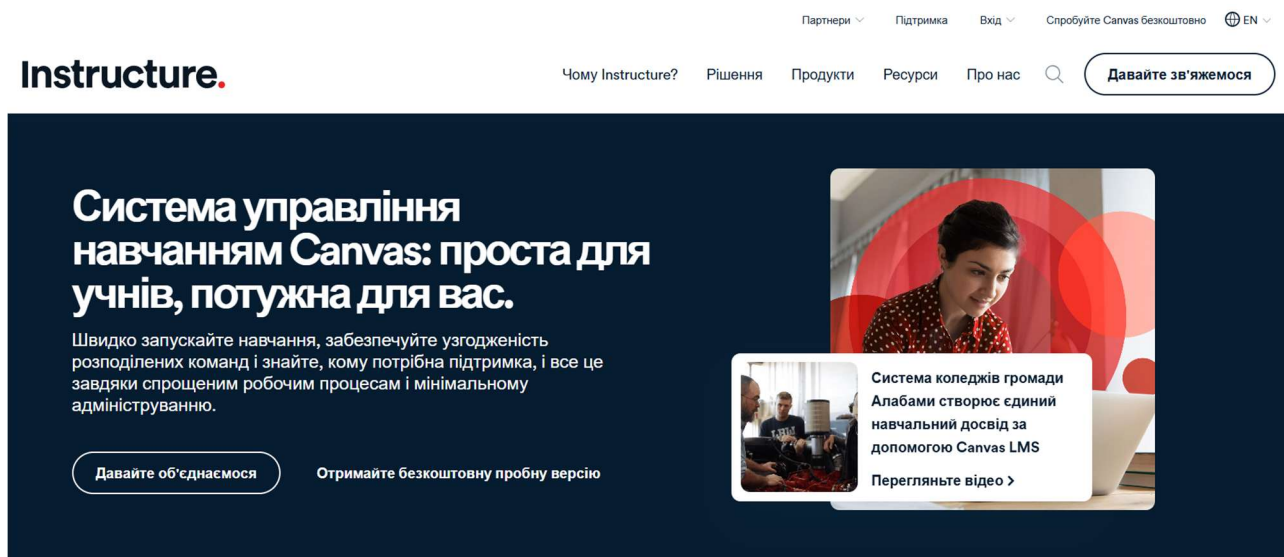 Партнери
Підтримка
Вхід
Спробуйте Canvas безкоштовно
EN
Instructure.
Чому Instructure?
Рішення
Продукти
Ресурси
Про нас
Давайте зв'яжемося
Система управління
навчанням Canvas: проста для
учнів, потужна для вас.
Швидко запускайте навчання, забезпечуйте узгодженість
розподілених команд і знайте, кому потрібна підтримка, і все це
завдяки спрощеним робочим процесам і мінімальному
адмініструванню.
Давайте об'єднаємося
Отримайте безкоштовну пробну версію
Система коледжів громади
Алабами створює єдиний
навчальний досвід за
допомогою Canvas LMS
Перегляньте відео >